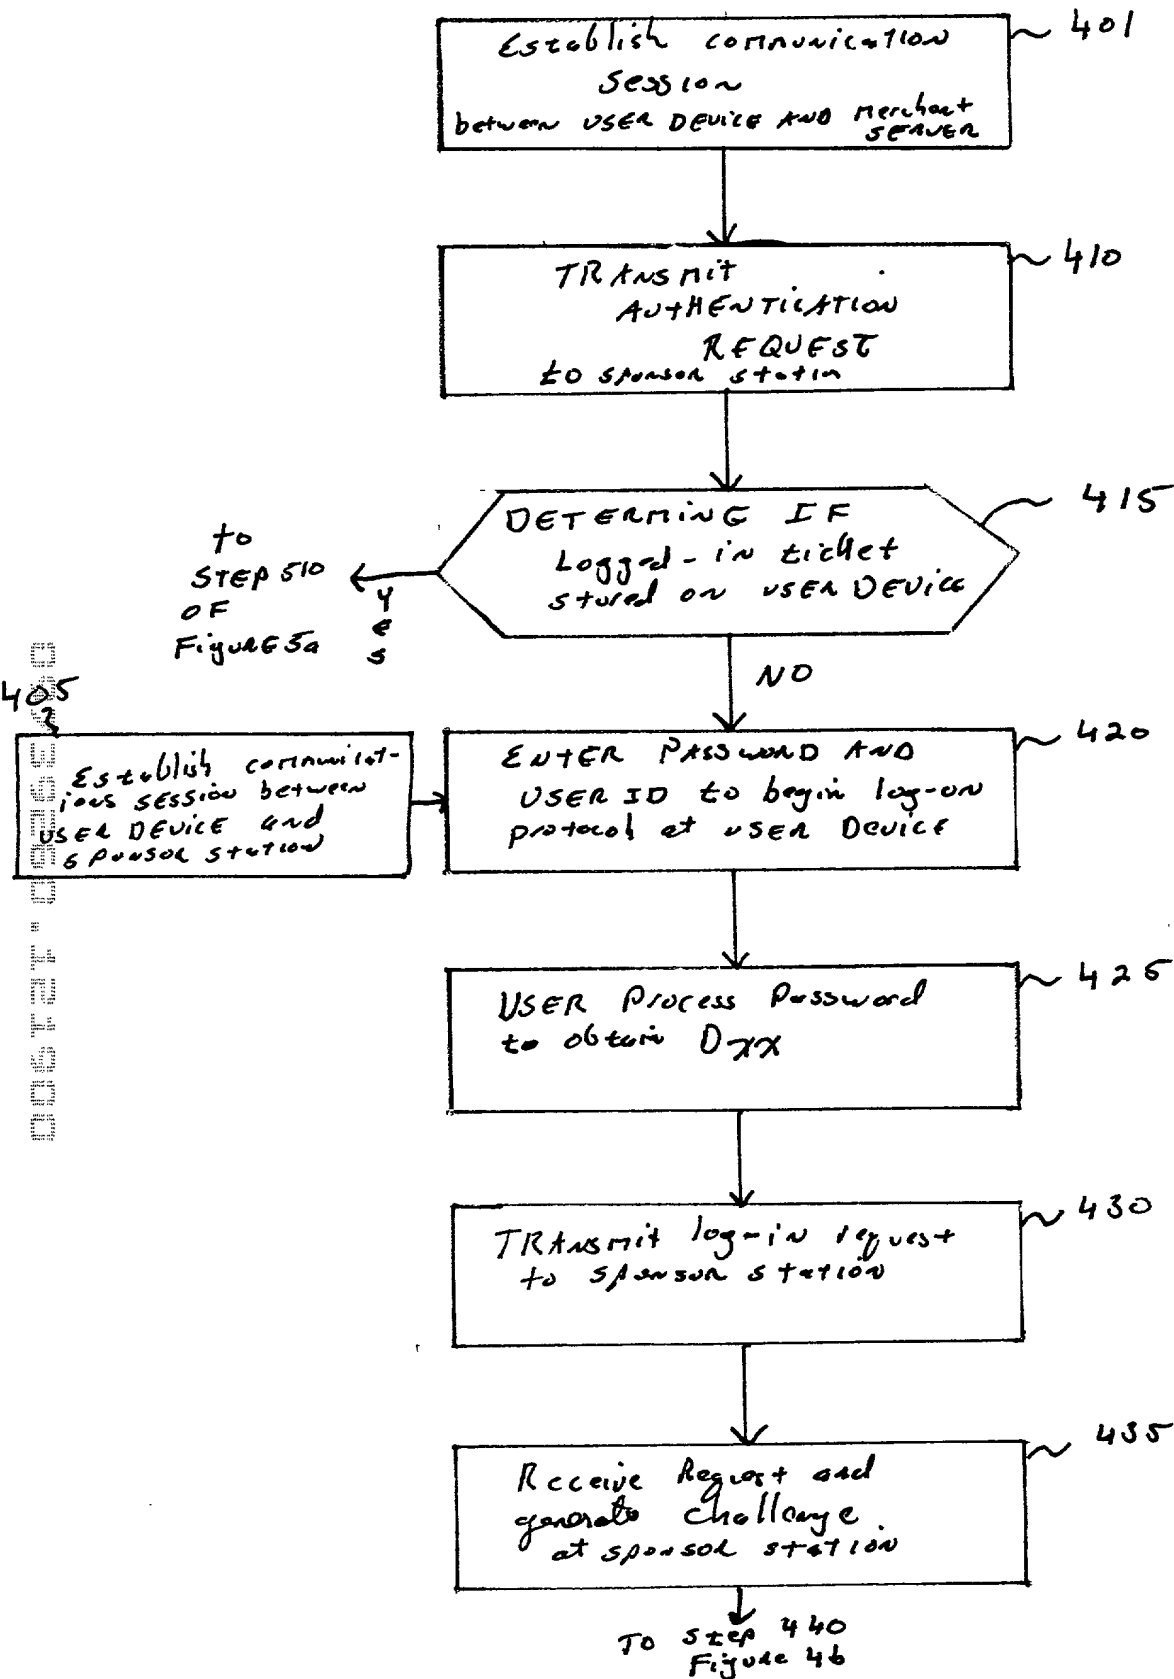 Establish communication
Session
between USER DEVICE AND Merchant
SERVER
401
TRANSMIT
AUTHENTICATION
REQUEST
to sponsor station
410
DETERMINE IF
Logged-in ticket
stored on USER DEVICE
415
to
STEP 510
OF
Figure 5a
Yes
NO
405
Establish communicat-
ions session between
USER DEVICE and
sponsor station
ENTER PASSWORD AND
USER ID to begin log-on
protocol at USER DEVICE
420
USER Process Password
to obtain Dxx
425
TRANSMIT log-in request
to sponsor station
430
Receive Request and
generate challenge
at sponsor station
435
TO Step 440
Figure 4b